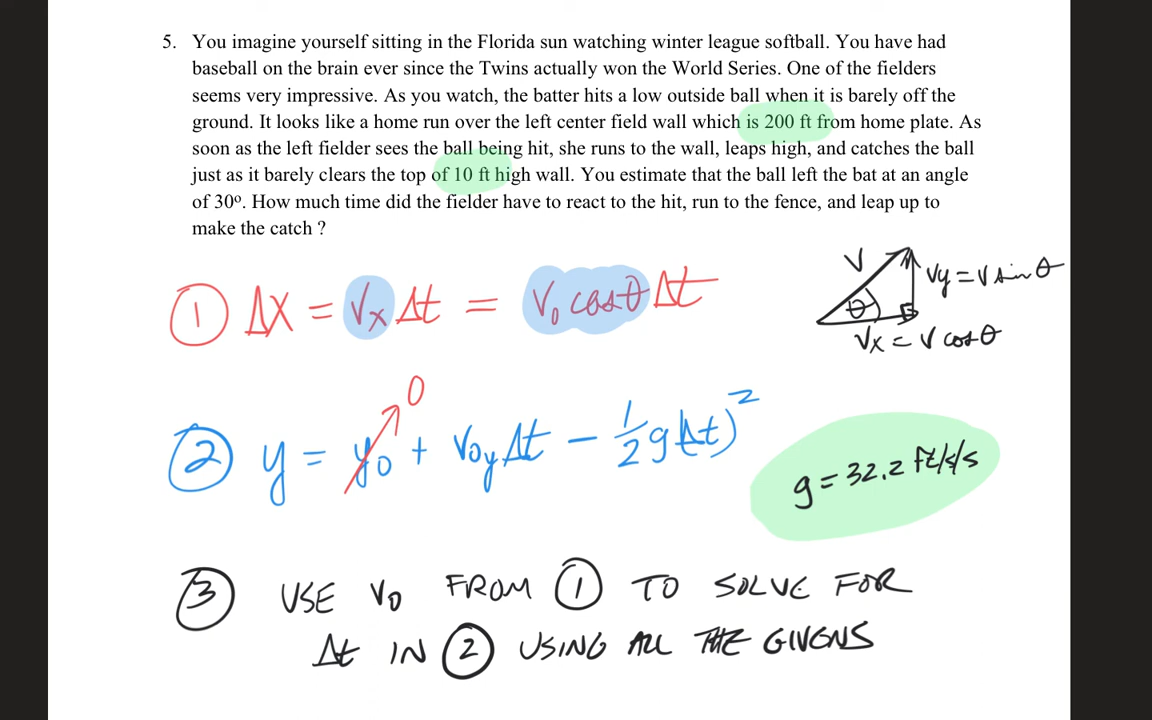 5. You imagine yourself sitting in the Florida sun watching winter league softball. You have had
baseball on the brain ever since the Twins actually won the World Series. One of the fielders
seems very impressive. As you watch, the batter hits a low outside ball when it is barely off the
ground. It looks like a home run over the left center field wall which is 200 ft from home plate. As
soon as the left fielder sees the ball being hit, she runs to the wall, leaps high, and catches the ball
just as it barely clears the top of 10 ft high wall. You estimate that the ball left the bat at an angle
of 30º. How much time did the fielder have to react to the hit, run to the fence, and leap up to
make the catch ?
V
Vy = V sin θ
θ
Vx = V cos θ
① ΔX = Vx Δt = V₀ cosθ Δt
0
② y = y₀ + V₀y Δt − ½ g(Δt)²
g = 32.2 ft/s/s
③ USE V₀ FROM ① TO SOLVE FOR
Δt IN ② USING ALL THE GIVENS